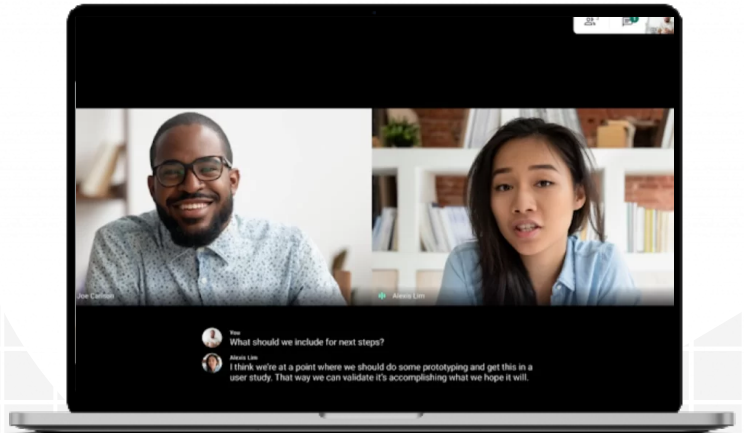 Joe Carlson
Alexis Lim
You
What should we include for next steps?
Alexis Lim
I think we're at a point where we should do some prototyping and get this in a
user study. That way we can validate it's accomplishing what we hope it will.